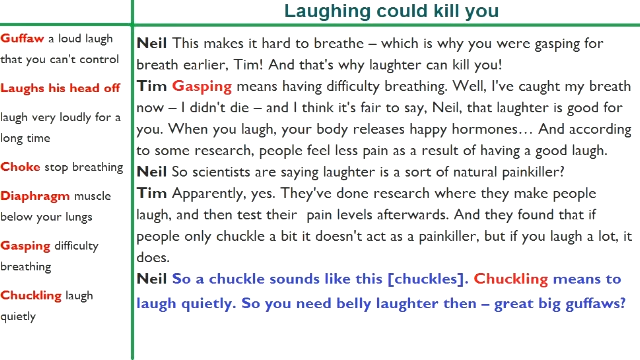 Laughing could kill you
Guffaw a loud laugh
that you can't control
Laughs his head off
laugh very loudly for a
long time
Choke stop breathing
Diaphragm muscle
below your lungs
Gasping difficulty
breathing
Chuckling laugh
quietly
Neil This makes it hard to breathe – which is why you were gasping for
breath earlier, Tim! And that's why laughter can kill you!
Tim Gasping means having difficulty breathing. Well, I've caught my breath
now – I didn't die – and I think it's fair to say, Neil, that laughter is good for
you. When you laugh, your body releases happy hormones… And according
to some research, people feel less pain as a result of having a good laugh.
Neil So scientists are saying laughter is a sort of natural painkiller?
Tim Apparently, yes. They've done research where they make people
laugh, and then test their pain levels afterwards. And they found that if
people only chuckle a bit it doesn't act as a painkiller, but if you laugh a lot, it
does.
Neil So a chuckle sounds like this [chuckles]. Chuckling means to
laugh quietly. So you need belly laughter then – great big guffaws?